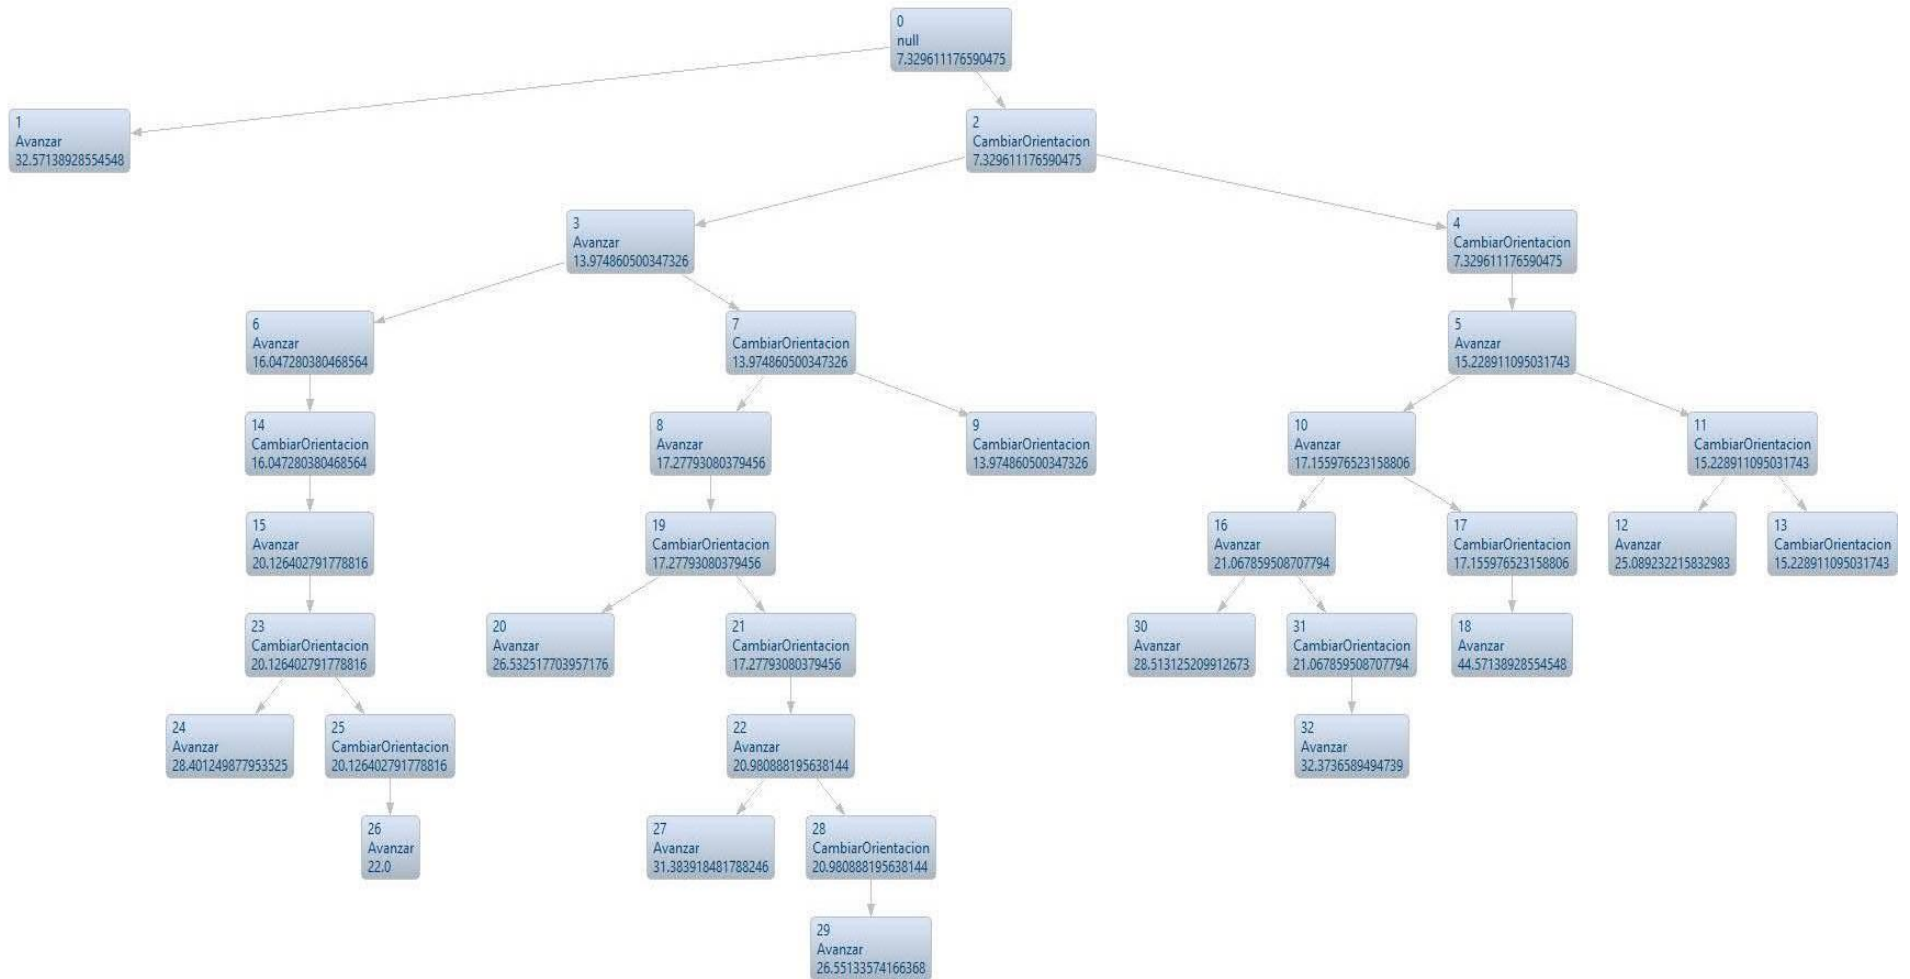 0
null
7.329611176590475
1
Avanzar
32.57138928554548
2
CambiarOrientacion
7.329611176590475
3
Avanzar
13.974860500347326
4
CambiarOrientacion
7.329611176590475
6
Avanzar
16.047280380468564
7
CambiarOrientacion
13.974860500347326
5
Avanzar
15.228911095031743
14
CambiarOrientacion
16.047280380468564
8
Avanzar
17.27793080379456
9
CambiarOrientacion
13.974860500347326
10
Avanzar
17.155976523158806
11
CambiarOrientacion
15.228911095031743
15
Avanzar
20.126402791778816
19
CambiarOrientacion
17.27793080379456
16
Avanzar
21.067859508707794
17
CambiarOrientacion
17.155976523158806
12
Avanzar
25.089232215832983
13
CambiarOrientacion
15.228911095031743
23
CambiarOrientacion
20.126402791778816
20
Avanzar
26.532517703957176
21
CambiarOrientacion
17.27793080379456
30
Avanzar
28.513125209912673
31
CambiarOrientacion
21.067859508707794
18
Avanzar
44.57138928554548
24
Avanzar
28.401249877953525
25
CambiarOrientacion
20.126402791778816
22
Avanzar
20.980888195638144
32
Avanzar
32.3736589494739
26
Avanzar
22.0
27
Avanzar
31.383918481788246
28
CambiarOrientacion
20.980888195638144
29
Avanzar
26.55133574166368